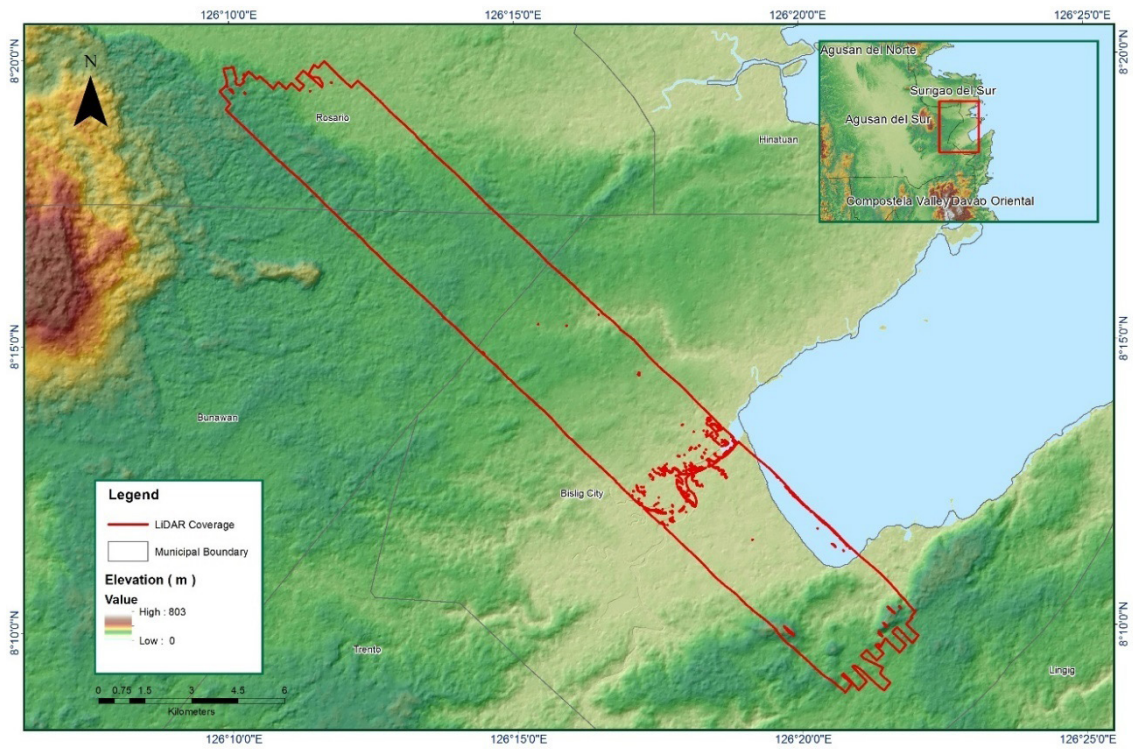 126°10'0"E
126°15'0"E
126°20'0"E
126°25'0"E
8°20'0"N
8°20'0"N
N
Agusan del Norte
Surigao del Sur
Agusan del Sur
Compostela Valley Davao Oriental
Rosario
Hinatuan
8°15'0"N
8°15'0"N
Bunawan
Bislig City
Legend
LiDAR Coverage
Municipal Boundary
Elevation ( m )
Value
High : 803
Low : 0
8°10'0"N
8°10'0"N
Trento
Lingig
0 0.75 1.5 3 4.5 6
Kilometers
126°10'0"E
126°15'0"E
126°20'0"E
126°25'0"E